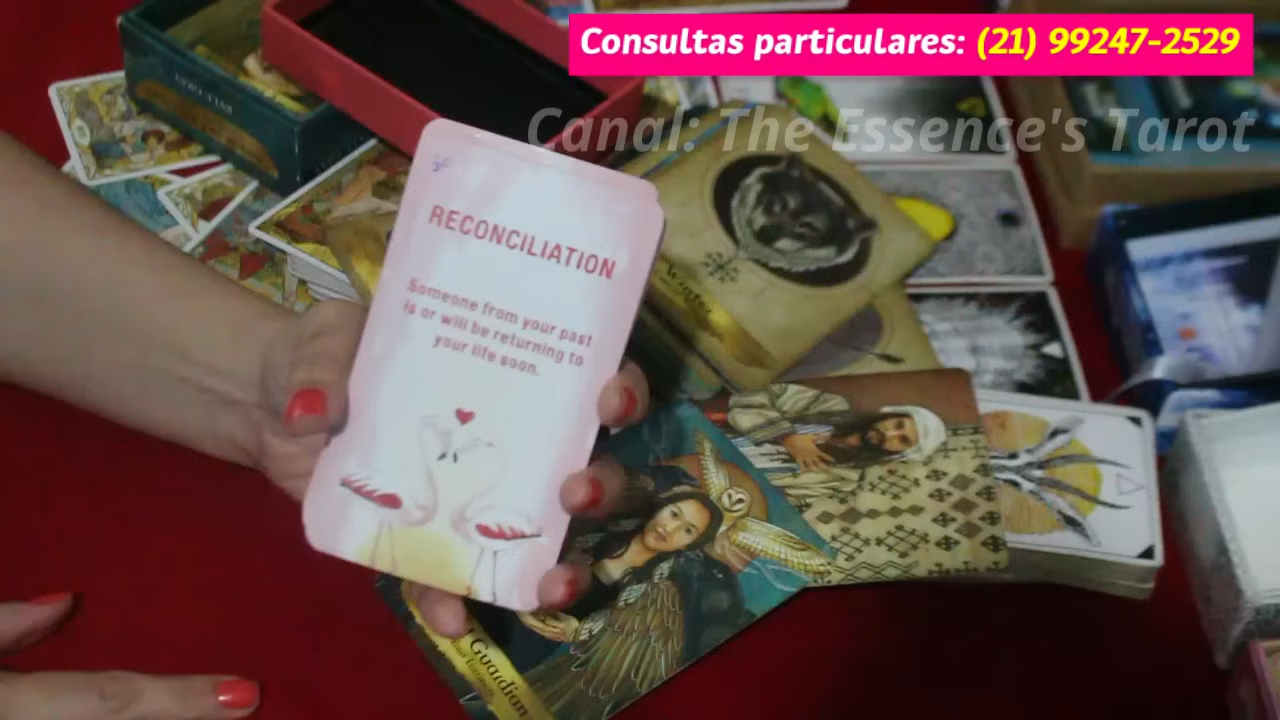 Consultas particulares: (21) 99247-2529
Canal: The Essence's Tarot
RECONCILIATION
Someone from your past
is or will be returning to
your life soon.
Winter
Guardian